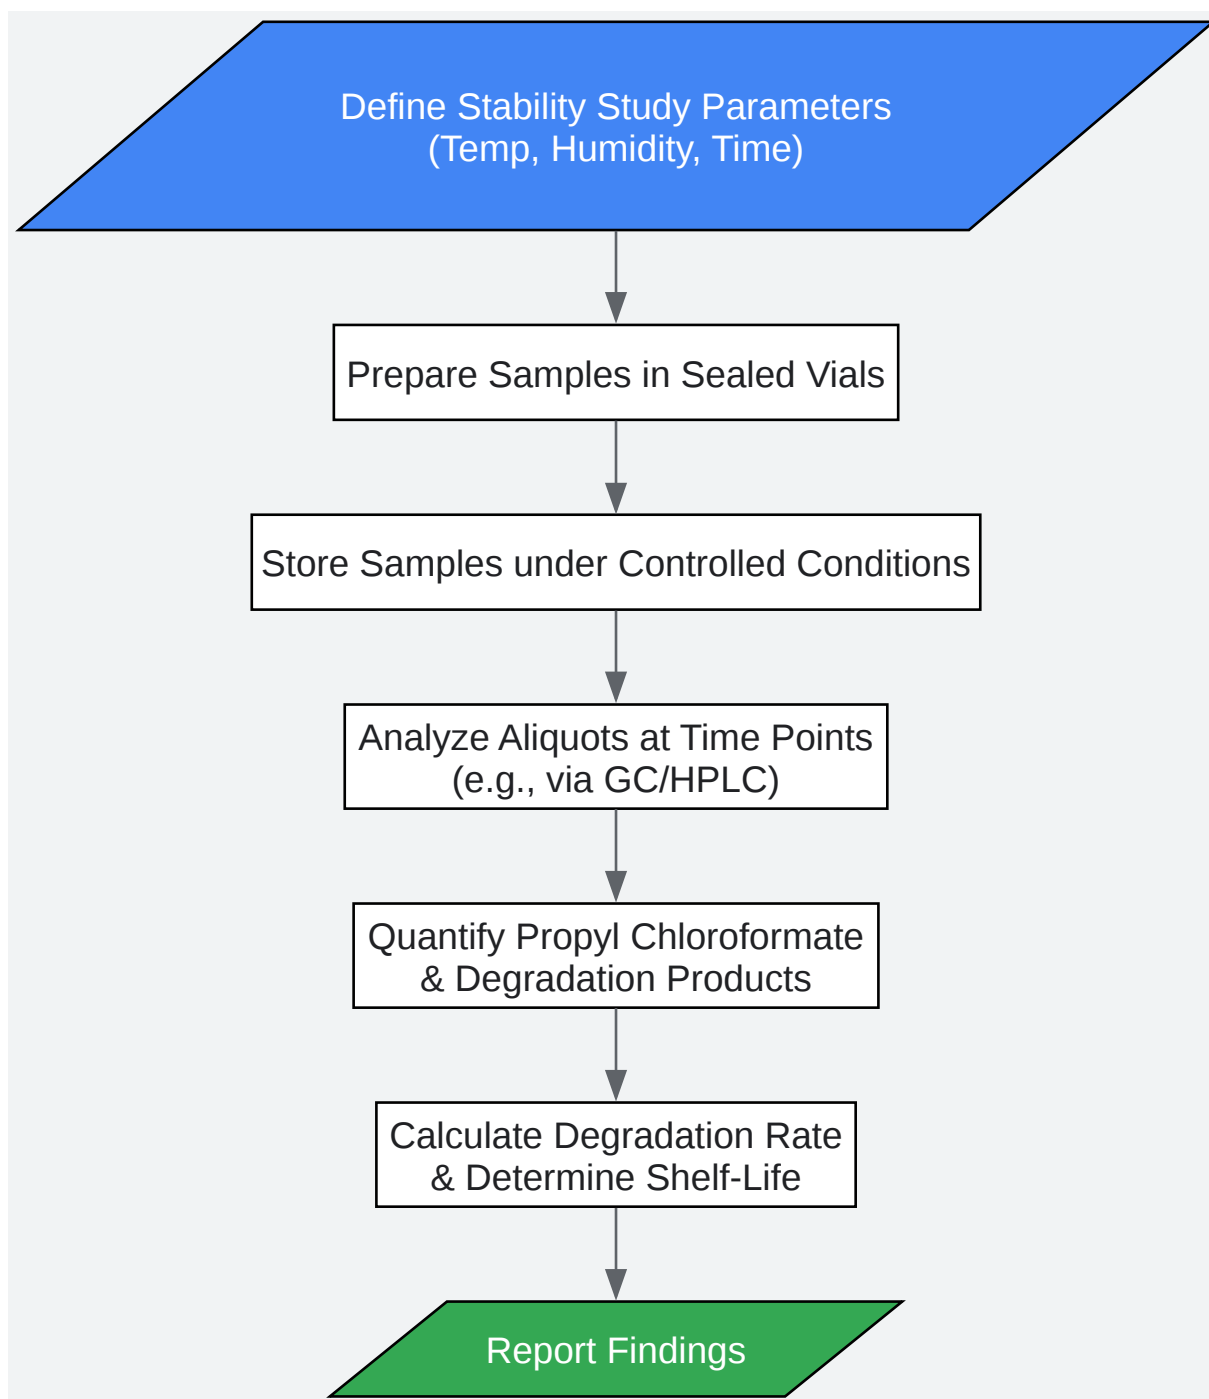 Define Stability Study Parameters
(Temp, Humidity, Time)
Prepare Samples in Sealed Vials
Store Samples under Controlled Conditions
Analyze Aliquots at Time Points
(e.g., via GC/HPLC)
Quantify Propyl Chloroformate
& Degradation Products
Calculate Degradation Rate
& Determine Shelf-Life
Report Findings